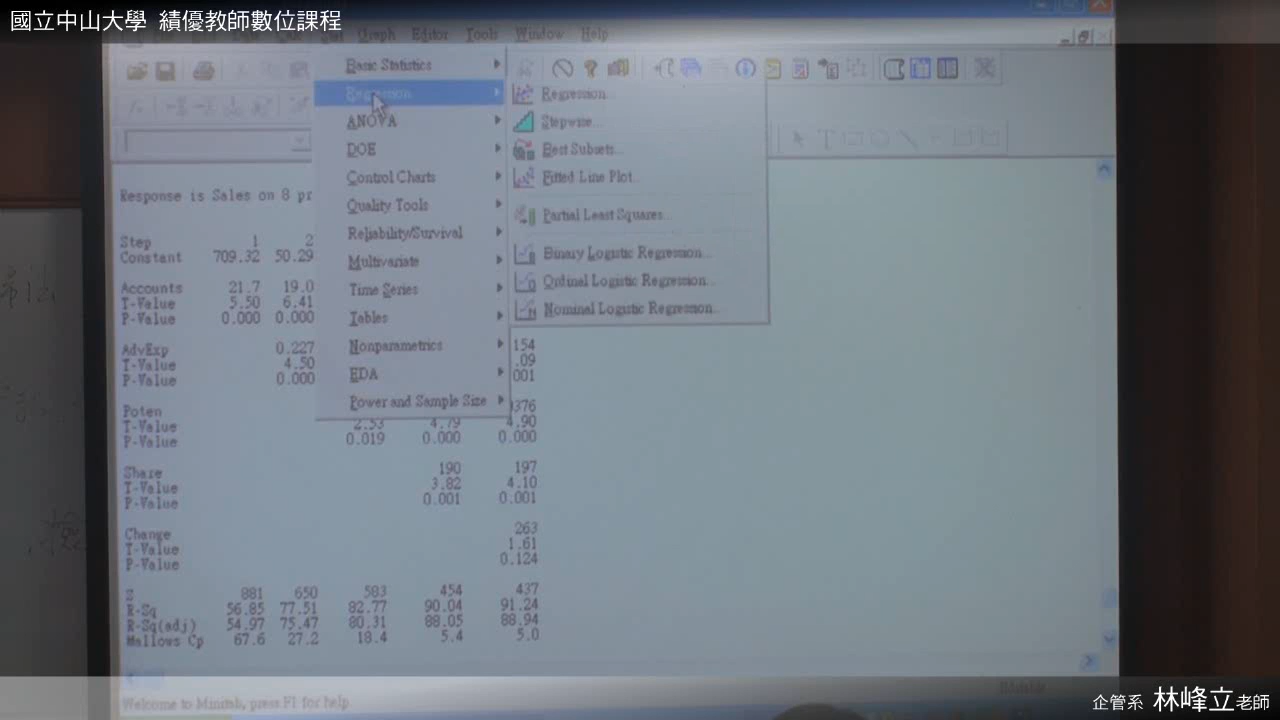 國立中山大學 績優教師數位課程
Graph Editor Tools Window Help
Basic Statistics
Regression
ANOVA
DOE
Control Charts
Quality Tools
Reliability/Survival
Multivariate
Time Series
Tables
Nonparametrics
EDA
Power and Sample Size
Regression...
Stepwise...
Best Subsets...
Fitted Line Plot...
Partial Least Squares...
Binary Logistic Regression...
Ordinal Logistic Regression...
Nominal Logistic Regression...
Response is Sales on 8 pr
Step 1 2
Constant 709.32 50.29
Accounts 21.7 19.0
T-Value 5.50 6.41
P-Value 0.000 0.000
AdvExp 0.227 154
T-Value 4.50 .09
P-Value 0.000 001
Poten 0376
T-Value 2.53 4.79 4.90
P-Value 0.019 0.000 0.000
Share 190 197
T-Value 3.82 4.10
P-Value 0.001 0.001
Change 263
T-Value 1.61
P-Value 0.124
S 881 650 583 454 437
R-Sq 56.85 77.51 82.77 90.04 91.24
R-Sq(adj) 54.97 75.47 80.31 88.05 88.94
Mallows Cp 67.6 27.2 18.4 5.4 5.0
Welcome to Minitab, press F1 for help.
企管系 林峰立老師